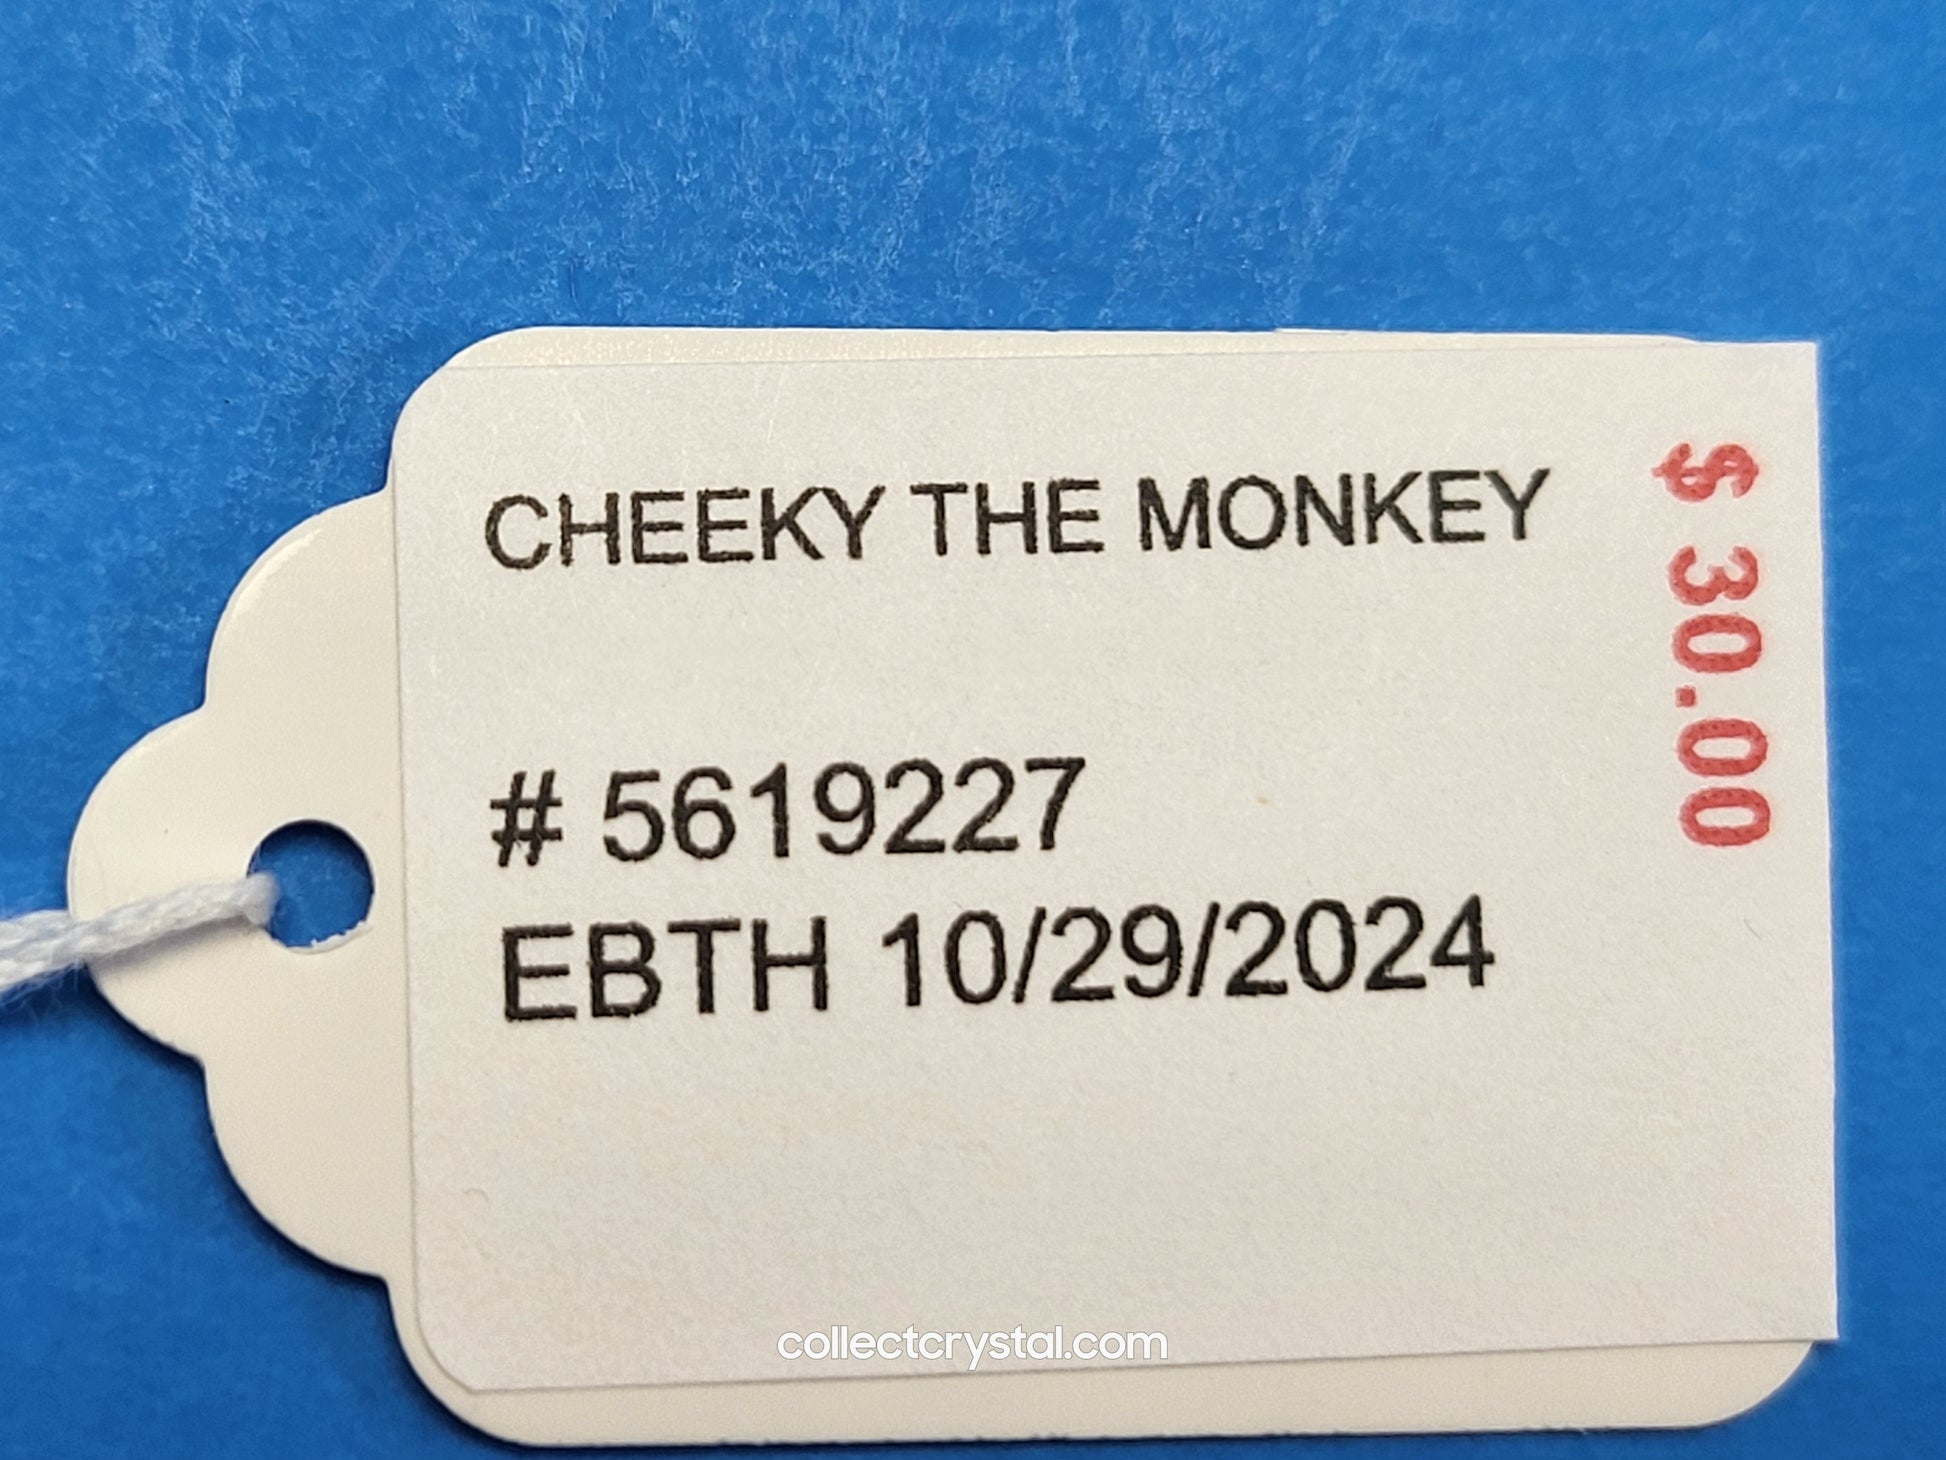 CHEEKY THE MONKEY
$ 30.00
# 5619227
EBTH 10/29/2024
collectcrystal.com